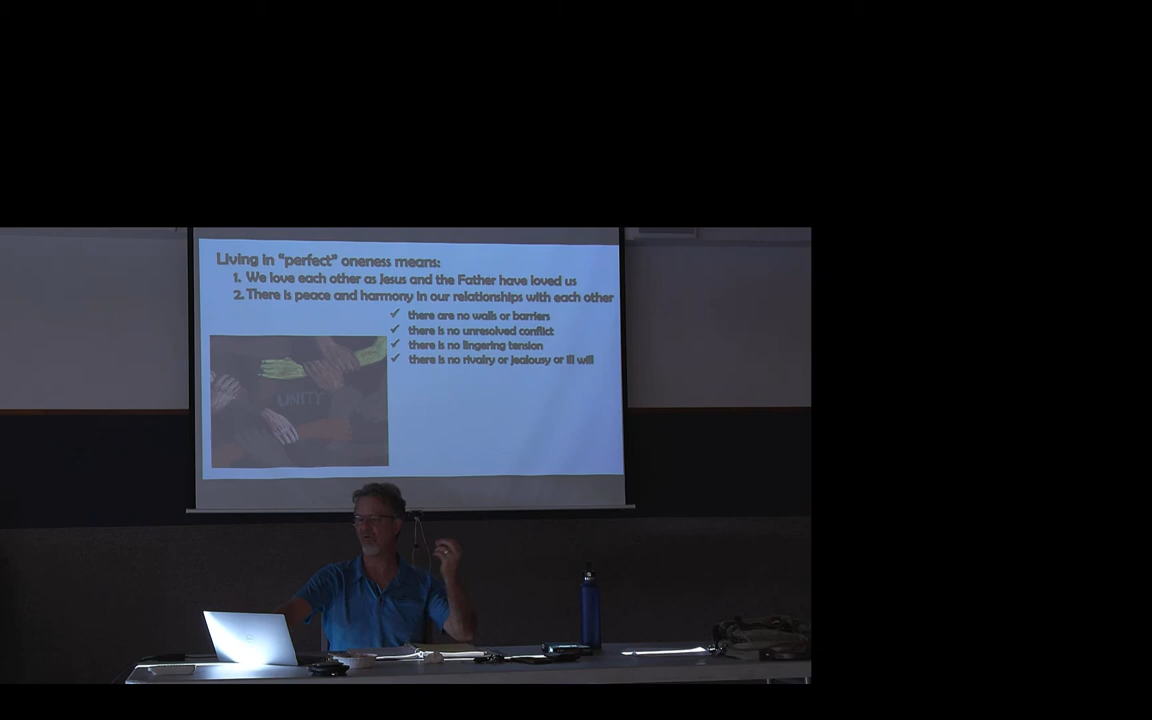 Living in "perfect" oneness means:
1. We love each other as Jesus and the Father have loved us
2. There is peace and harmony in our relationships with each other
✓ there are no walls or barriers
✓ there is no unresolved conflict
✓ there is no lingering tension
✓ there is no rivalry or jealousy or ill will
UNITY